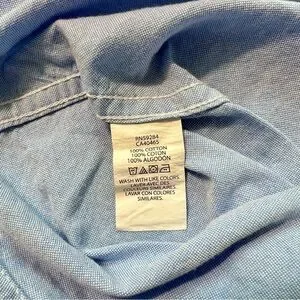 RN59284
CA40465
100% COTTON
100% COTON
100% ALGODÓN
WASH WITH LIKE COLORS
LAVER AVEC DES
COULEURS SIMILAIRES.
LAVAR CON COLORES
SIMILARES.